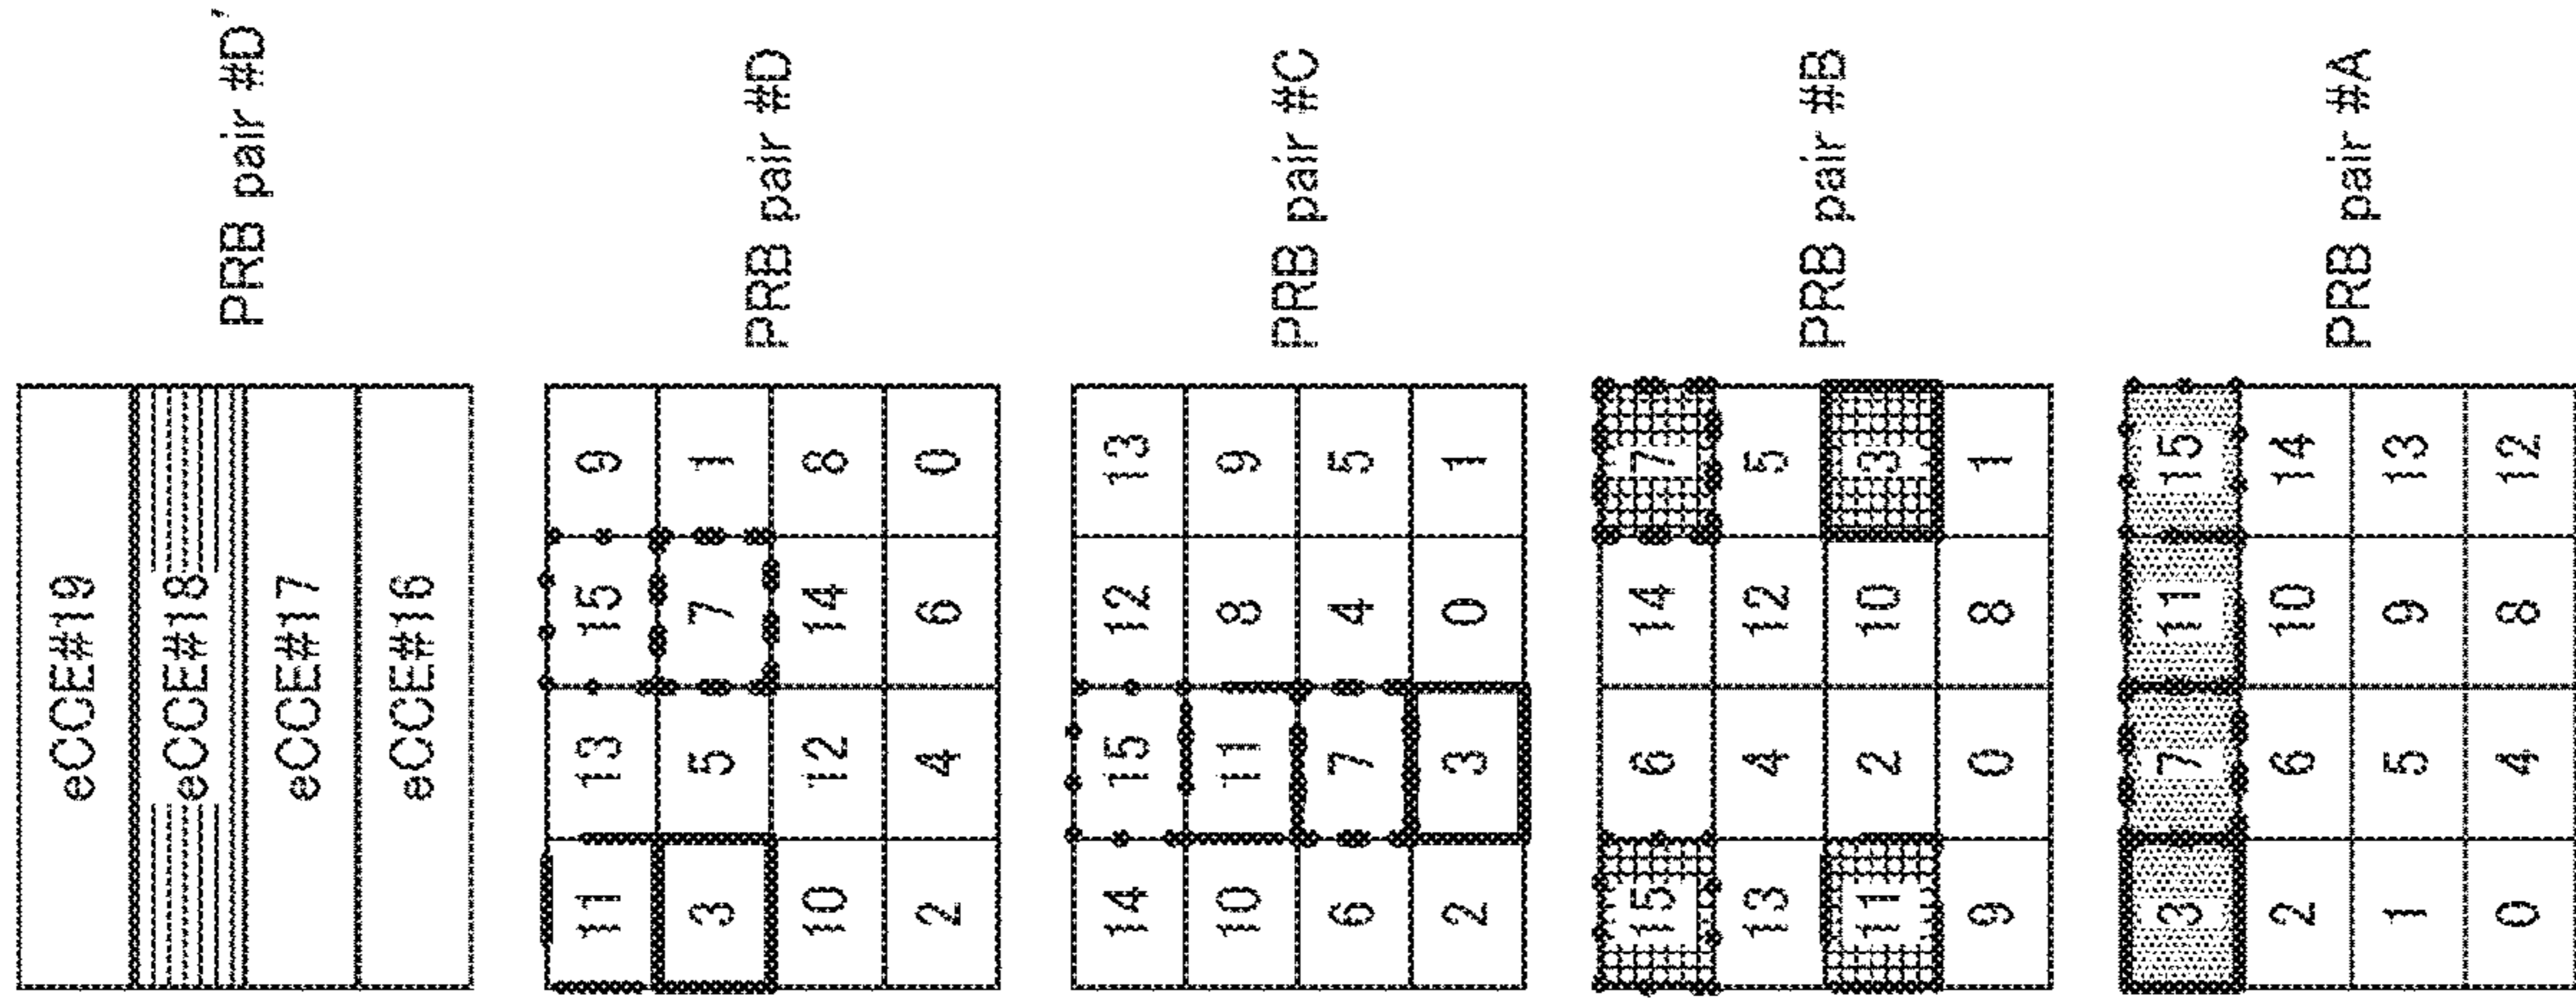 eCCE#19
eCCE#18
eCCE#17
eCCE#16
PRB pair #D'
11 13 15 9
3 5 7 1
10 12 14 8
2 4 6 0
PRB pair #D
14 15 12 13
10 11 8 9
6 7 4 5
2 3 0 1
PRB pair #C
15 6 14 7
13 4 12 5
11 2 10 3
9 0 8 1
PRB pair #B
3 7 11 15
2 6 10 14
1 5 9 13
0 4 8 12
PRB pair #A